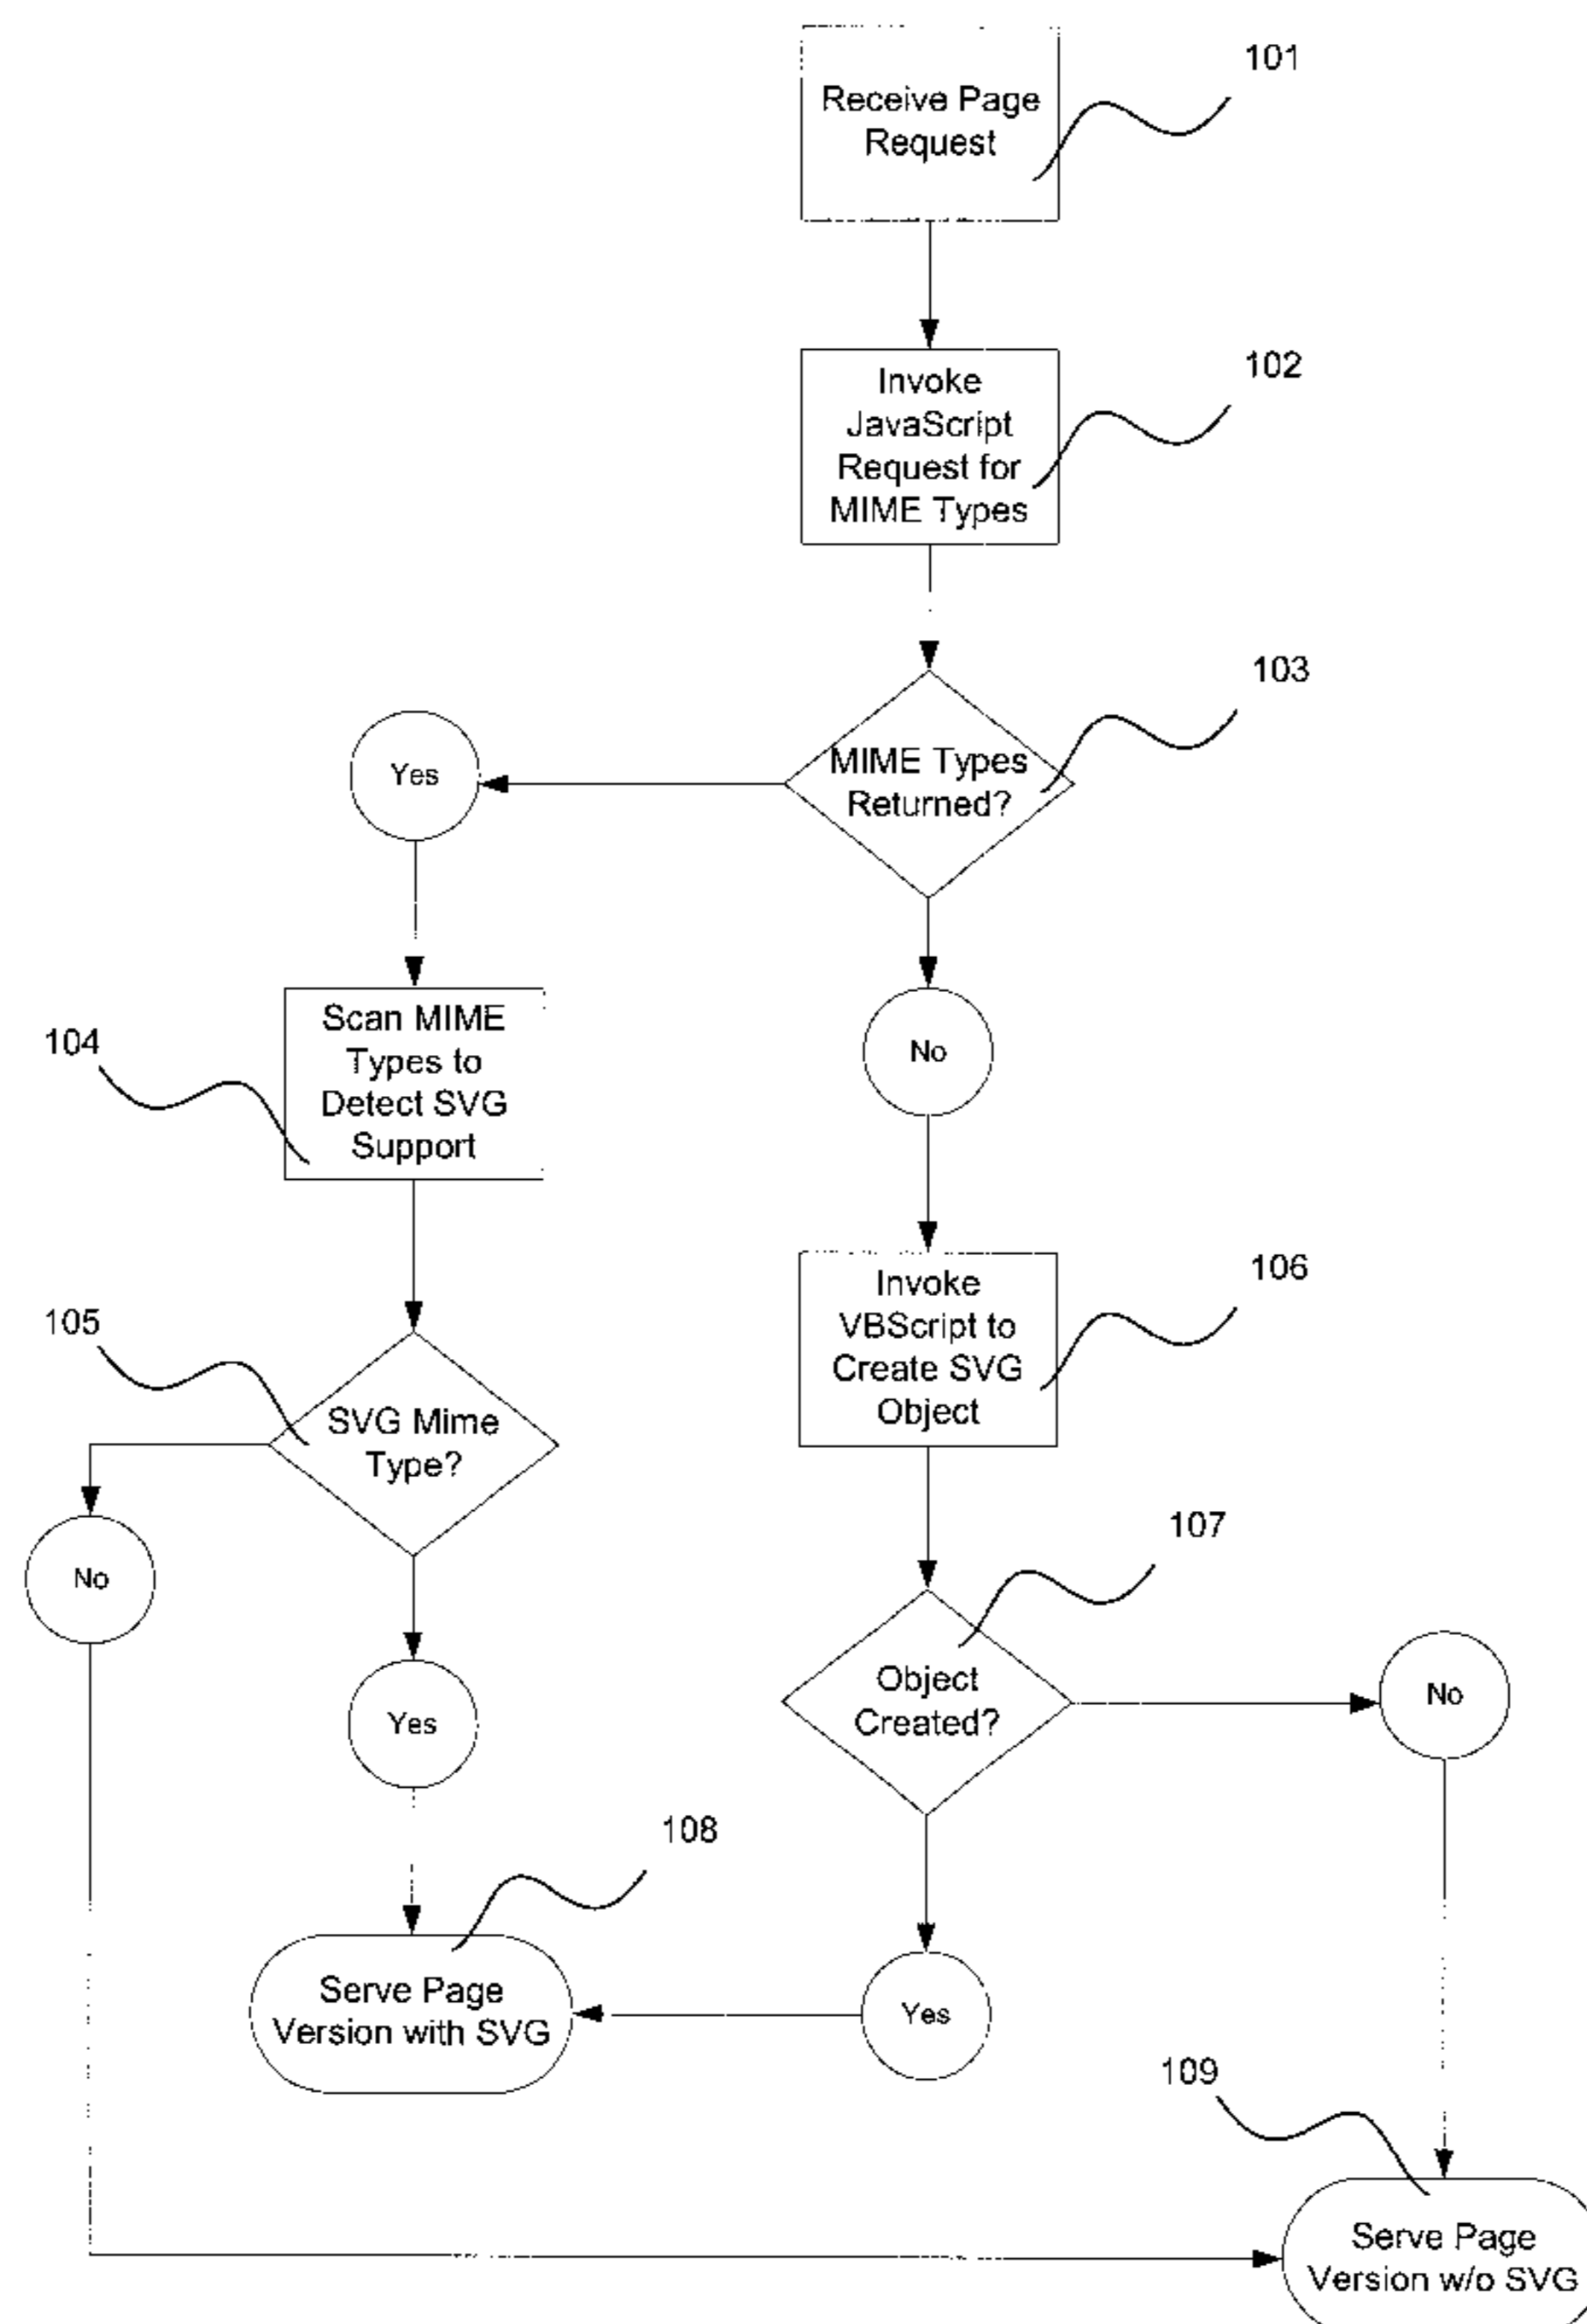 101
Receive Page
Request
102
Invoke
JavaScript
Request for
MIME Types
103
MIME Types
Returned?
Yes
No
104
Scan MIME
Types to
Detect SVG
Support
106
Invoke
VBScript to
Create SVG
Object
105
SVG Mime
Type?
No
Yes
107
Object
Created?
No
108
Serve Page
Version with SVG
Yes
109
Serve Page
Version w/o SVG